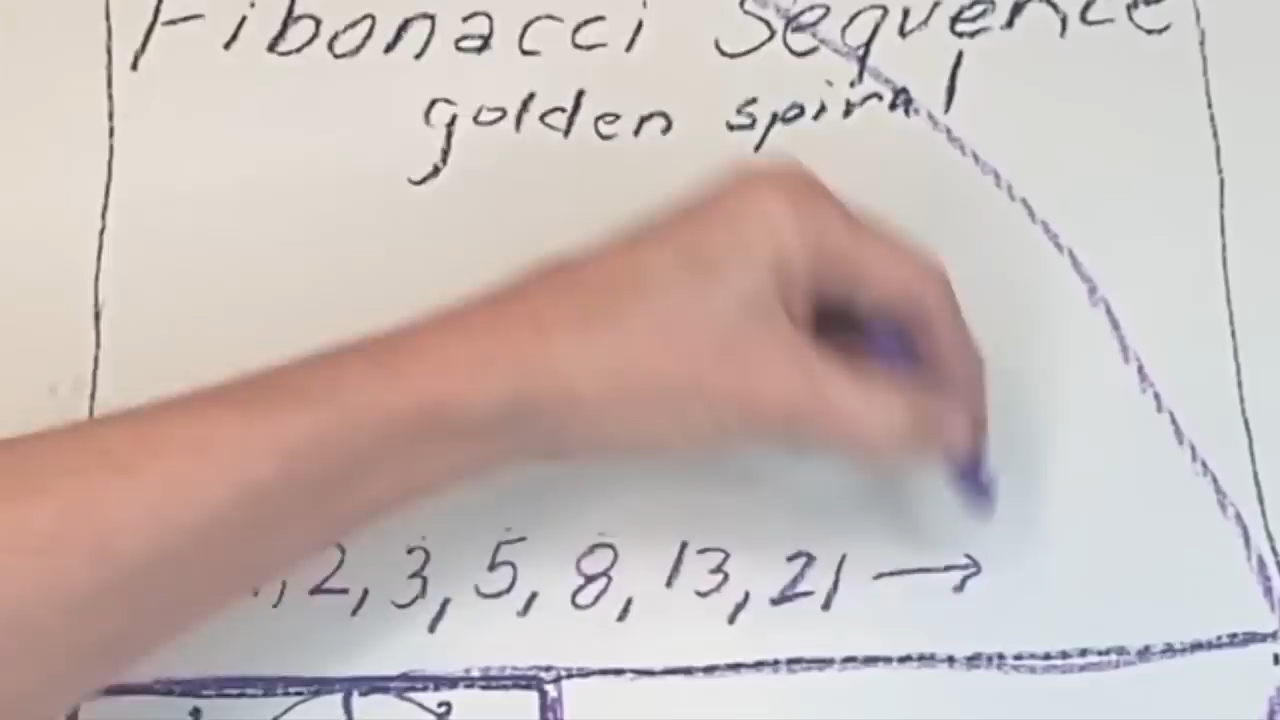 Fibonacci Sequence
golden spiral
, 2, 3, 5, 8, 13, 21 →